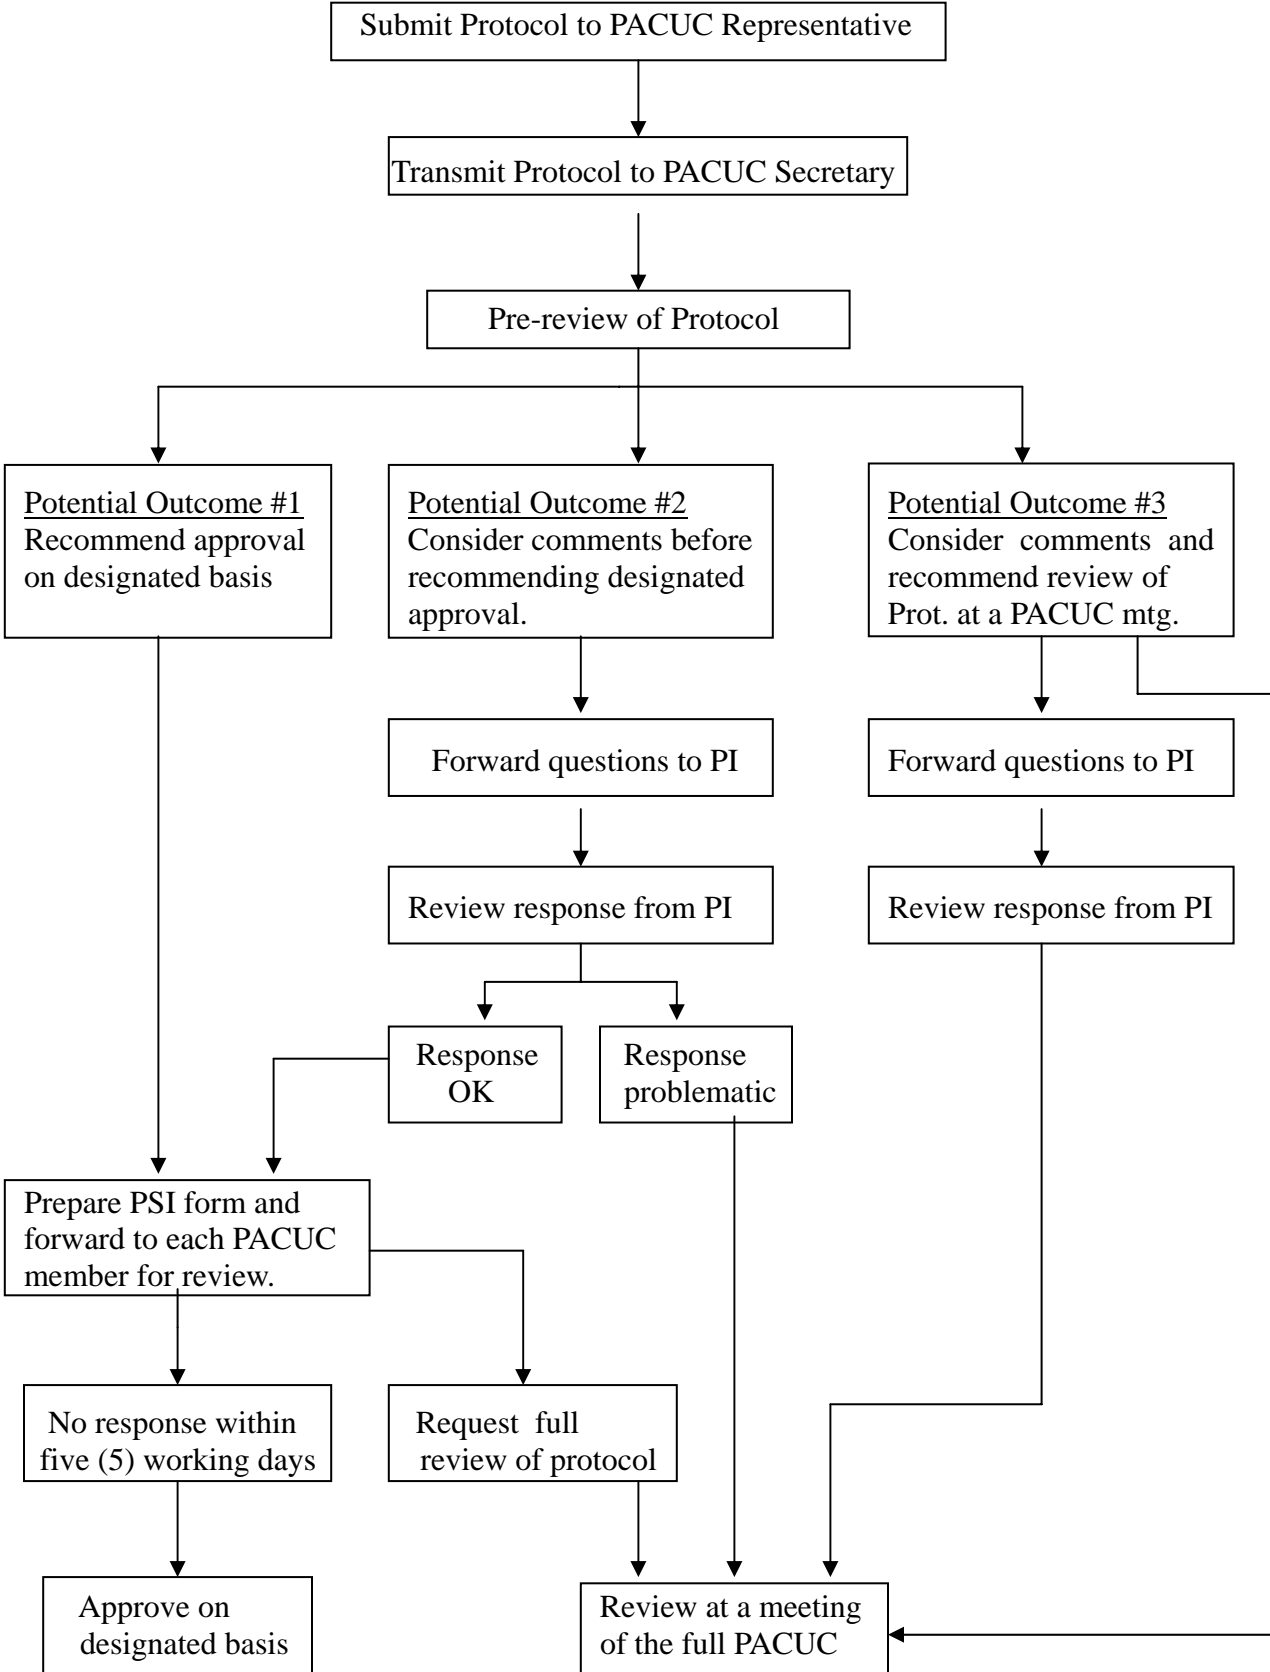 Submit Protocol to PACUC Representative
Transmit Protocol to PACUC Secretary
Pre-review of Protocol
Potential Outcome #1
Recommend approval
on designated basis
Potential Outcome #2
Consider comments before
recommending designated
approval.
Potential Outcome #3
Consider comments and
recommend review of
Prot. at a PACUC mtg.
Forward questions to PI
Forward questions to PI
Review response from PI
Review response from PI
Response
OK
Response
problematic
Prepare PSI form and
forward to each PACUC
member for review.
No response within
five (5) working days
Request full
review of protocol
Approve on
designated basis
Review at a meeting
of the full PACUC